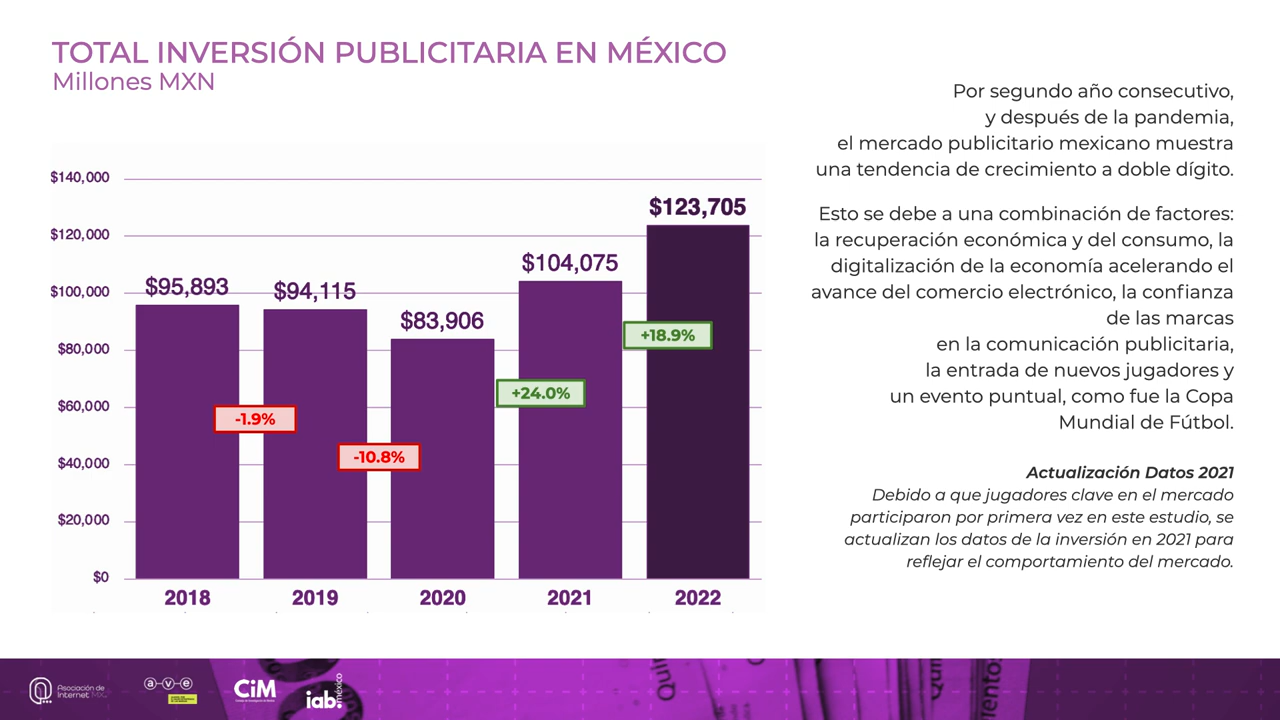 TOTAL INVERSIÓN PUBLICITARIA EN MÉXICO
Millones MXN
Por segundo año consecutivo,
y después de la pandemia,
el mercado publicitario mexicano muestra
una tendencia de crecimiento a doble dígito.
Esto se debe a una combinación de factores:
la recuperación económica y del consumo, la
digitalización de la economía acelerando el
avance del comercio electrónico, la confianza
de las marcas
en la comunicación publicitaria,
la entrada de nuevos jugadores y
un evento puntual, como fue la Copa
Mundial de Fútbol.
Actualización Datos 2021
Debido a que jugadores clave en el mercado
participaron por primera vez en este estudio, se
actualizan los datos de la inversión en 2021 para
reflejar el comportamiento del mercado.
$140,000
$120,000
$100,000
$80,000
$60,000
$40,000
$20,000
$0
$95,893
$94,115
$83,906
$104,075
$123,705
-1.9%
-10.8%
+24.0%
+18.9%
2018
2019
2020
2021
2022
Asociación de
Internet MX
a-v-e
CiM
iab.
méxico